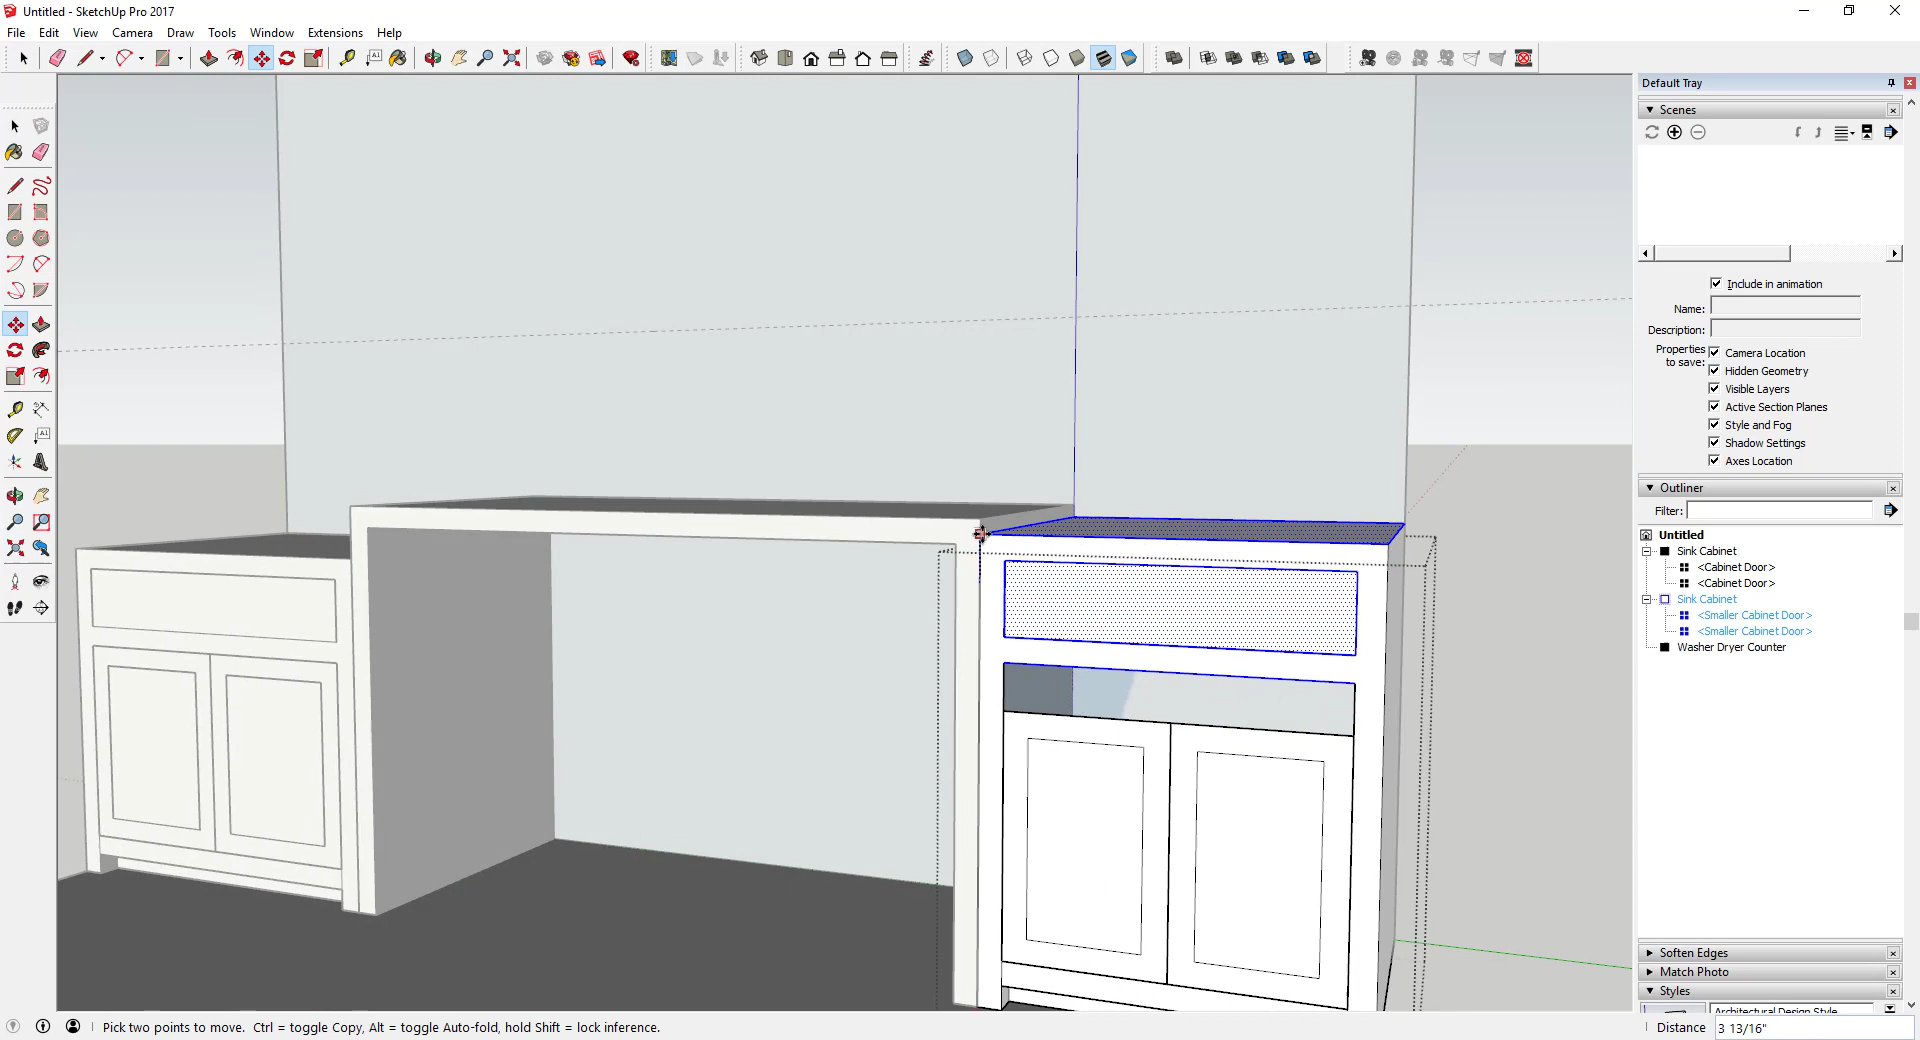 Untitled - SketchUp Pro 2017
File Edit View Camera Draw Tools Window Extensions Help
Default Tray
Scenes
Include in animation
Name:
Description:
Properties to save:
Camera Location
Hidden Geometry
Visible Layers
Active Section Planes
Style and Fog
Shadow Settings
Axes Location
Outliner
Filter:
Untitled
Sink Cabinet
<Cabinet Door>
<Cabinet Door>
Sink Cabinet
<Smaller Cabinet Door>
<Smaller Cabinet Door>
Washer Dryer Counter
Soften Edges
Match Photo
Styles
Architectural Design Style
Pick two points to move. Ctrl = toggle Copy, Alt = toggle Auto-fold, hold Shift = lock inference.
Distance 3 13/16"